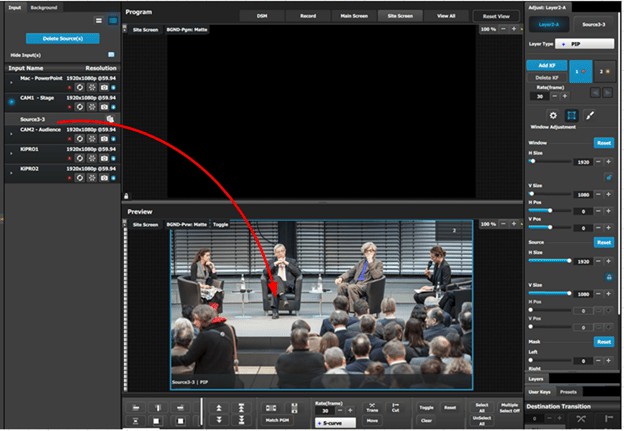 Input
Background
Delete Source(s)
Hide Input(s)
Input Name
Resolution
Mac - PowerPoint
1920x1080p @59.94
CAM1 - Stage
1920x1080p @59.94
Source3-3
CAM2 - Audience
1920x1080p @59.94
KiPRO1
1920x1080p @59.94
KiPRO2
1920x1080p @59.94
Program
DSM
Record
Main Screen
Site Screen
View All
Reset View
Site Screen
BGND-Pgm: Matte
100 %
Preview
Site Screen
BGND-Pvw: Matte
Toggle
100 %
2
Source3-3 | PIP
Match PGM
Rate(frame)
30
S-curve
Trans
Cut
Toggle
Reset
Clear
Select
All
UnSelect
All
Multiple
Select Off
Adjust: Layer2-A
Layer2-A
Source3-3
Layer Type
PIP
Add KF
Delete KF
1
2
Rate(frame)
30
Window Adjustment
Window
Reset
H Size
1920
V Size
1080
H Pos
0
V Pos
0
Source
Reset
H Size
1920
V Size
1080
H Pos
0
V Pos
0
Mask
Reset
Left
0
Right
Layers
User Keys
Presets
Destination Transition
0